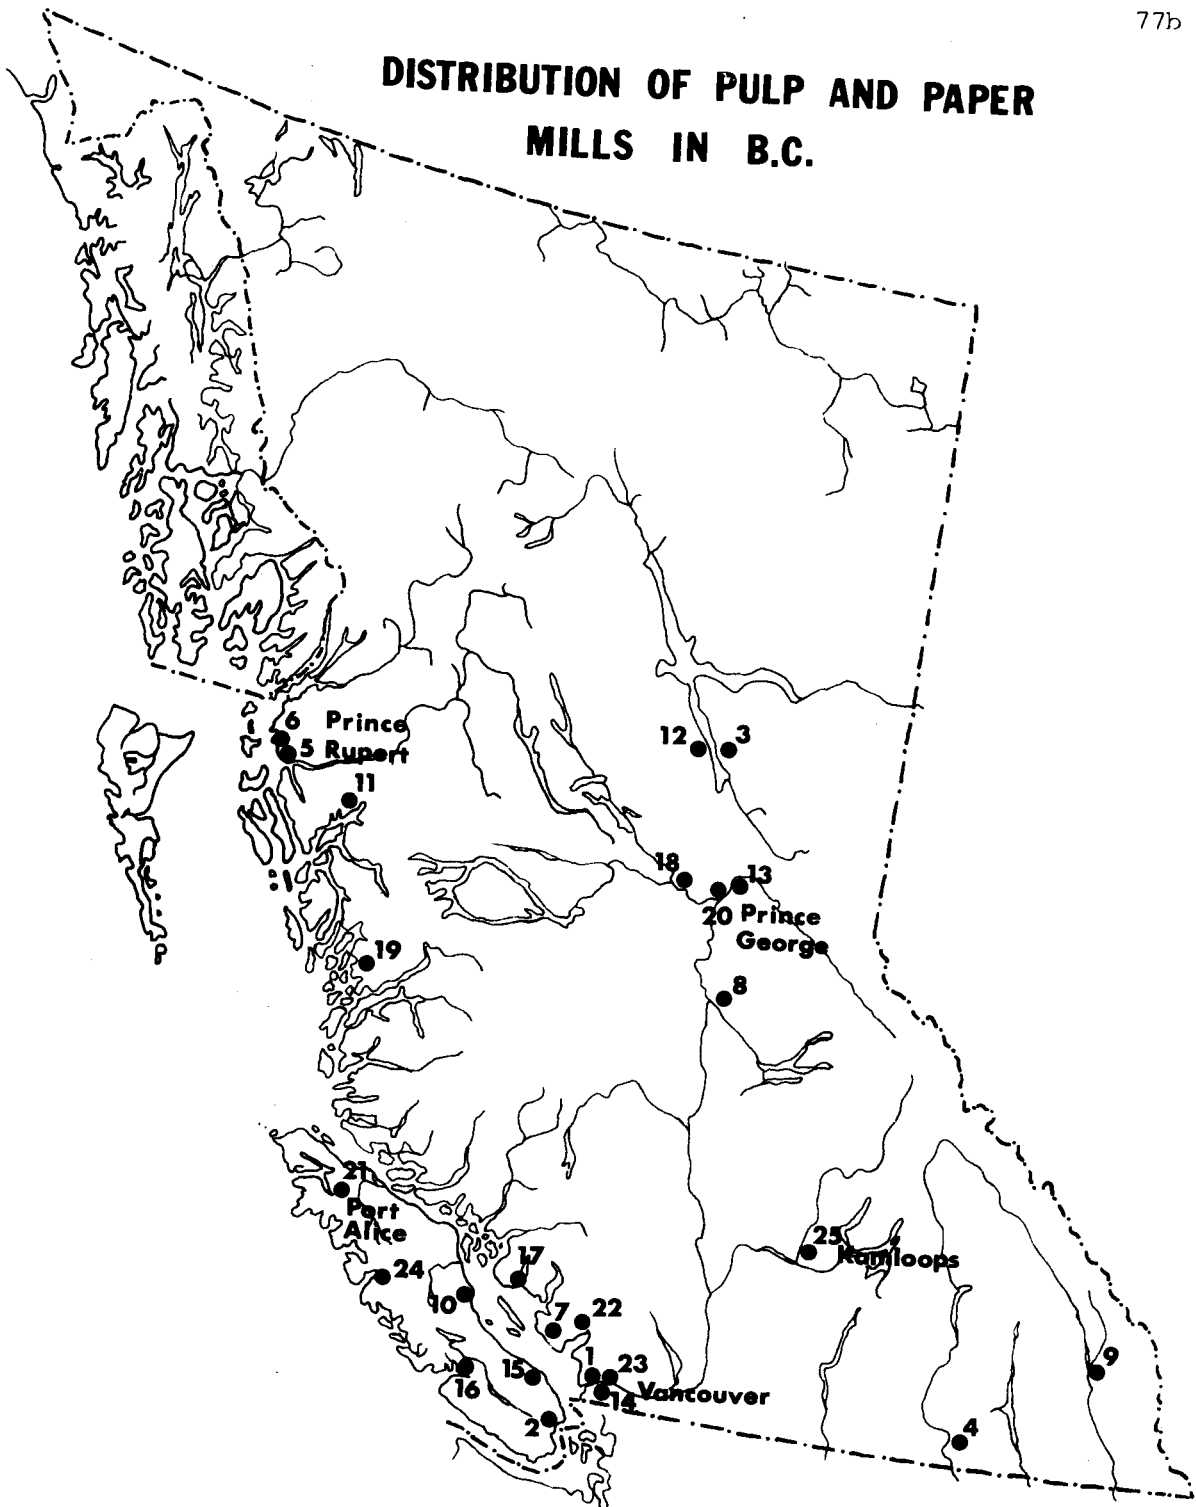 77b
DISTRIBUTION OF PULP AND PAPER
MILLS IN B.C.
6 Prince
5 Rupert
11
12
3
18
13
20 Prince
George
19
8
21
Port
Alice
24
10
17
7
22
25
Kamloops
1
23
15
16
14 Vancouver
2
9
4